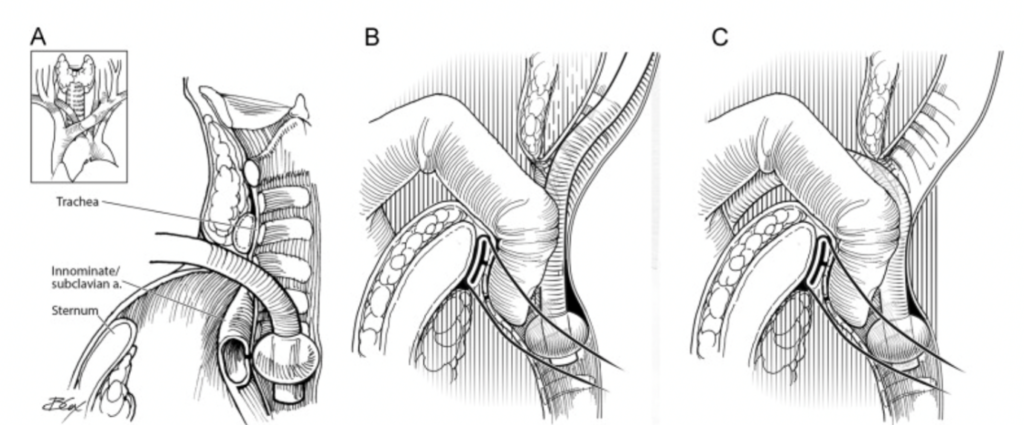 A
B
C
Trachea
Innominate/
subclavian a.
Sternum